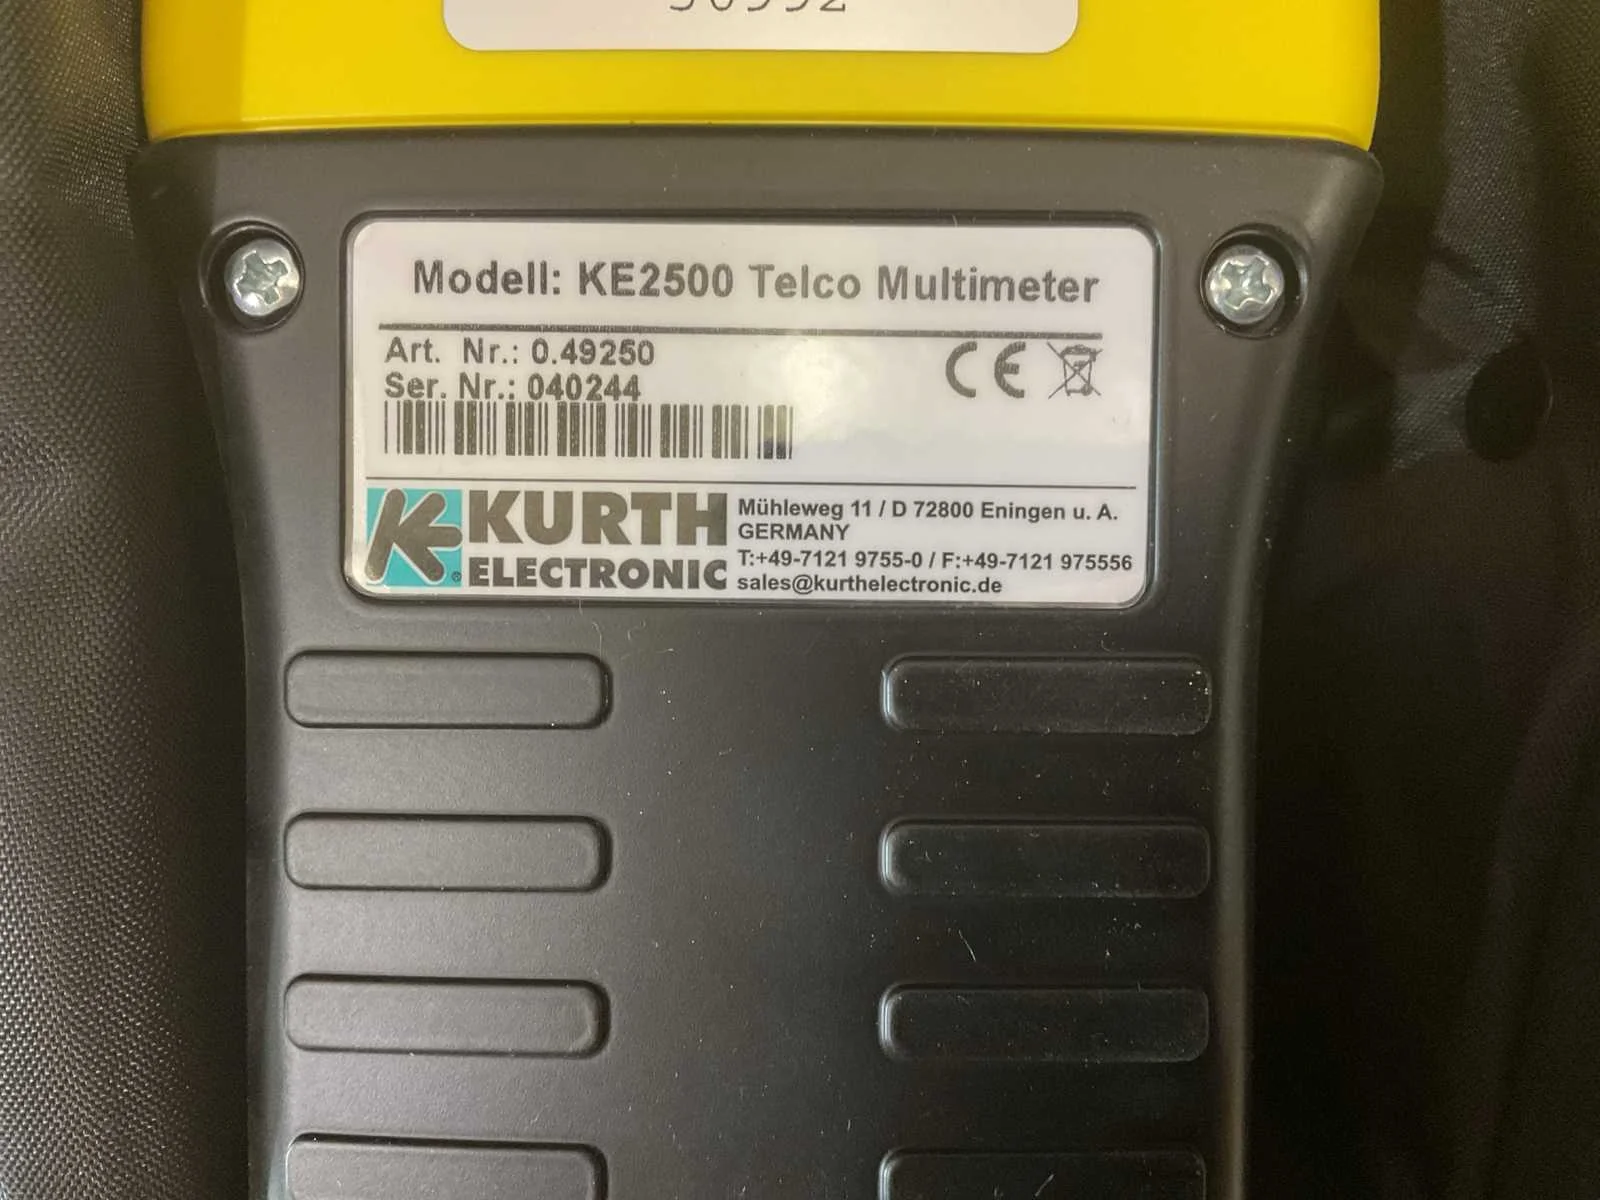 Modell: KE2500 Telco Multimeter
Art. Nr.: 0.49250
Ser. Nr.: 040244
CE
KE KURTH
ELECTRONIC
Mühleweg 11 / D 72800 Eningen u. A.
GERMANY
T:+49-7121 9755-0 / F:+49-7121 975556
sales@kurthelectronic.de